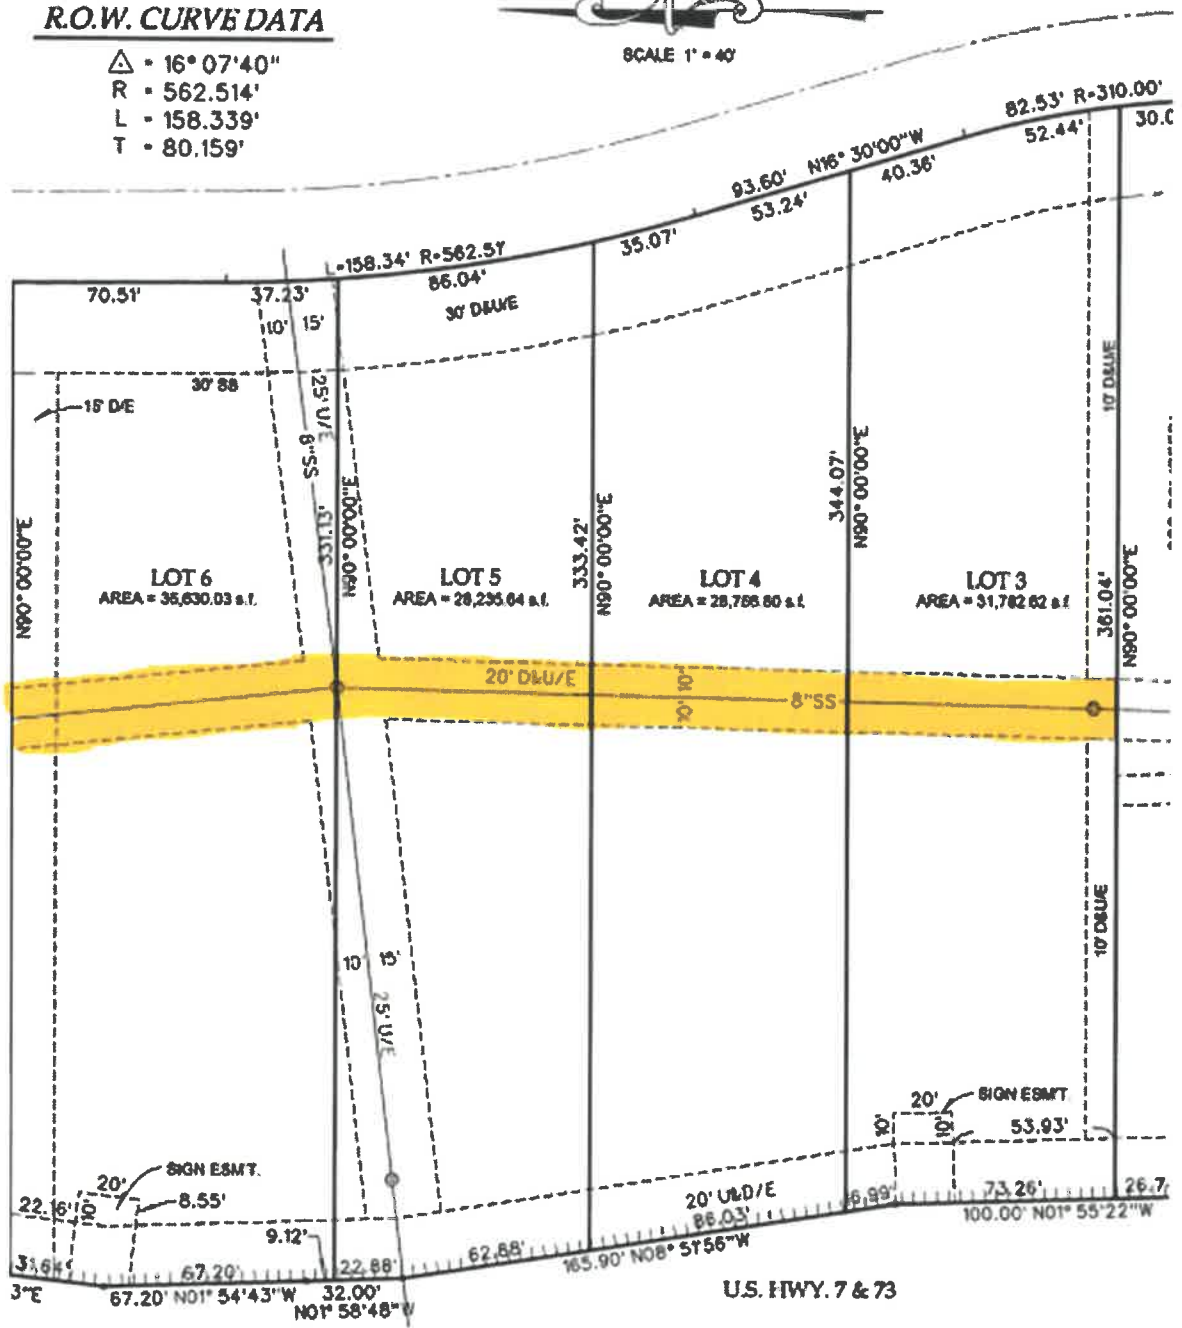 R.O.W. CURVE DATA
△ = 16° 07'40"
R = 562.514'
L = 158.339'
T = 80.159'
SCALE 1" = 40'
82.53' R=310.00'
52.44'
30.0
93.60' N16° 30'00"W
53.24'
40.36'
35.07'
L=158.34' R=562.51'
86.04'
30' D&U/E
70.51'
37.23'
10' 15'
30' BB
15' D/E
25' U/E
8"SS
331.13'
N90° 00'00"E
N90° 00'00"E
333.42'
N90° 00'00"E
344.07'
N90° 00'00"E
10' D&U/E
361.04'
N90° 00'00"E
LOT 6
AREA = 35,630.03 s.f.
LOT 5
AREA = 28,235.64 s.f.
LOT 4
AREA = 28,756.80 s.f.
LOT 3
AREA = 31,782.62 s.f.
20' D&U/E
10' 10'
8"SS
10' 15'
25' U/E
10' D&U/E
20'
SIGN ESM'T.
10'
10'
53.93'
SIGN ESM'T.
20'
10'
8.55'
22.16'
9.12'
20' U&D/E
86.03'
6.99'
73.26'
26.7
100.00' N01° 55'22"W
31.64'
67.20'
22.88'
62.88'
165.90' N08° 51'56"W
3"E
67.20' N01° 54'43"W
32.00'
N01° 58'48"W
U.S. HWY. 7 & 73